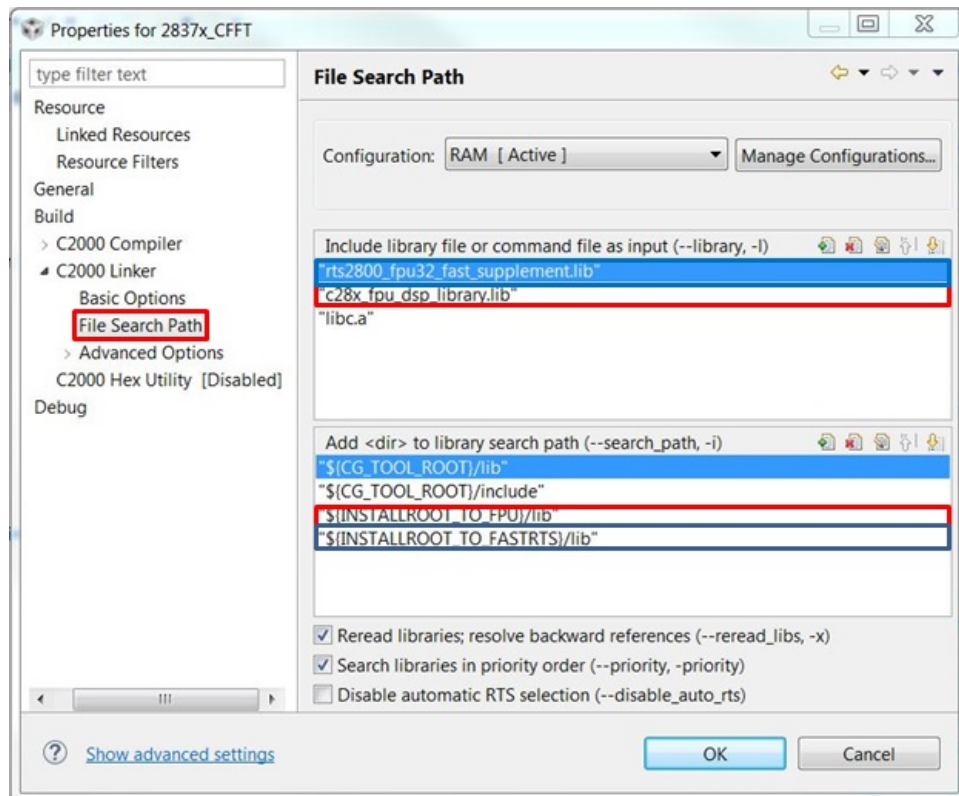 Properties for 2837x_CFFT
type filter text
Resource
Linked Resources
Resource Filters
General
Build
C2000 Compiler
C2000 Linker
Basic Options
File Search Path
Advanced Options
C2000 Hex Utility [Disabled]
Debug
File Search Path
Configuration: RAM [ Active ] Manage Configurations...
Include library file or command file as input (--library, -l)
"rts2800_fpu32_fast_supplement.lib"
"c28x_fpu_dsp_library.lib"
"libc.a"
Add <dir> to library search path (--search_path, -i)
"${CG_TOOL_ROOT}/lib"
"${CG_TOOL_ROOT}/include"
"${INSTALLROOT_TO_FPU}/lib"
"${INSTALLROOT_TO_FASTRTS}/lib"
Reread libraries; resolve backward references (--reread_libs, -x)
Search libraries in priority order (--priority, -priority)
Disable automatic RTS selection (--disable_auto_rts)
Show advanced settings
OK Cancel